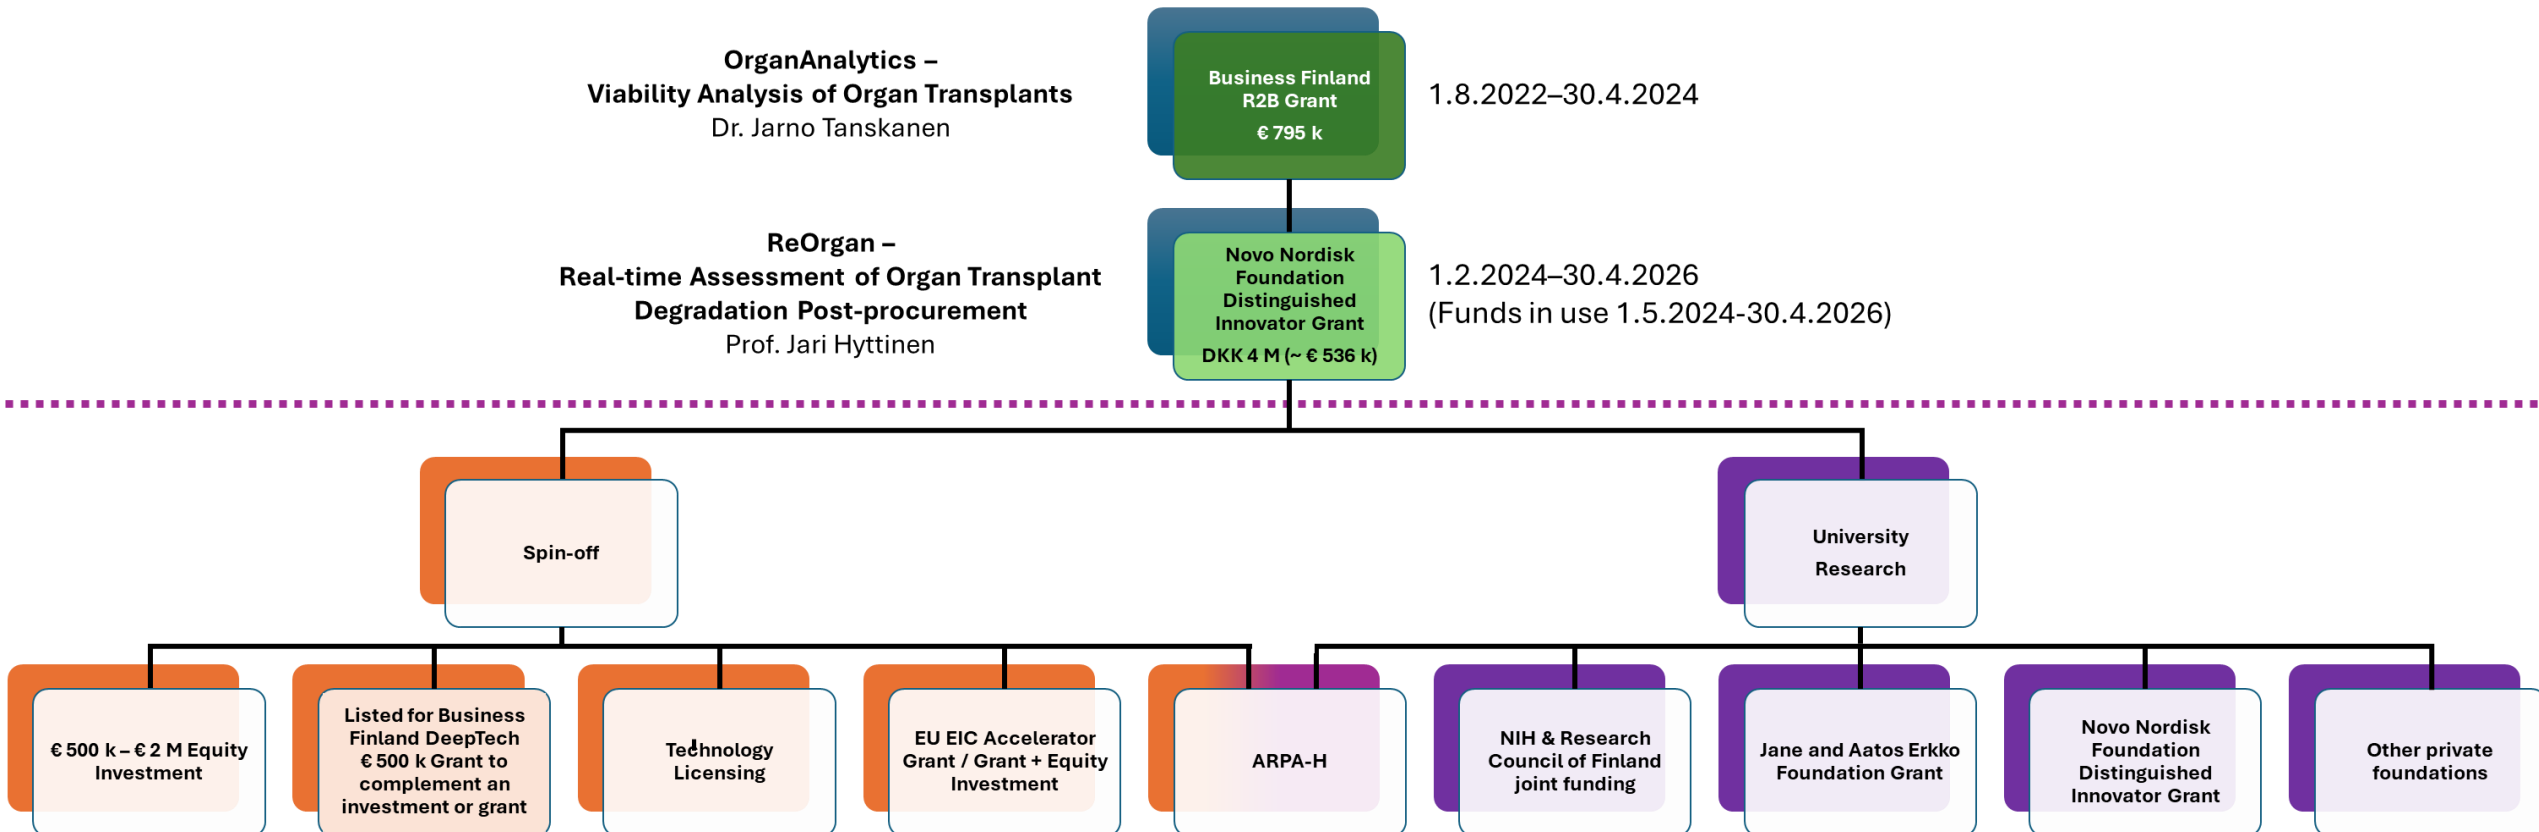 OrganAnalytics –
Viability Analysis of Organ Transplants
Dr. Jarno Tanskanen
Business Finland
R2B Grant
€ 795 k
1.8.2022–30.4.2024
ReOrgan –
Real-time Assessment of Organ Transplant
Degradation Post-procurement
Prof. Jari Hyttinen
Novo Nordisk
Foundation
Distinguished
Innovator Grant
DKK 4 M (~ € 536 k)
1.2.2024–30.4.2026
(Funds in use 1.5.2024-30.4.2026)
Spin-off
University
Research
€ 500 k – € 2 M Equity
Investment
Listed for Business
Finland DeepTech
€ 500 k Grant to
complement an
investment or grant
Technology
Licensing
EU EIC Accelerator
Grant / Grant + Equity
Investment
ARPA-H
NIH & Research
Council of Finland
joint funding
Jane and Aatos Erkko
Foundation Grant
Novo Nordisk
Foundation
Distinguished
Innovator Grant
Other private
foundations